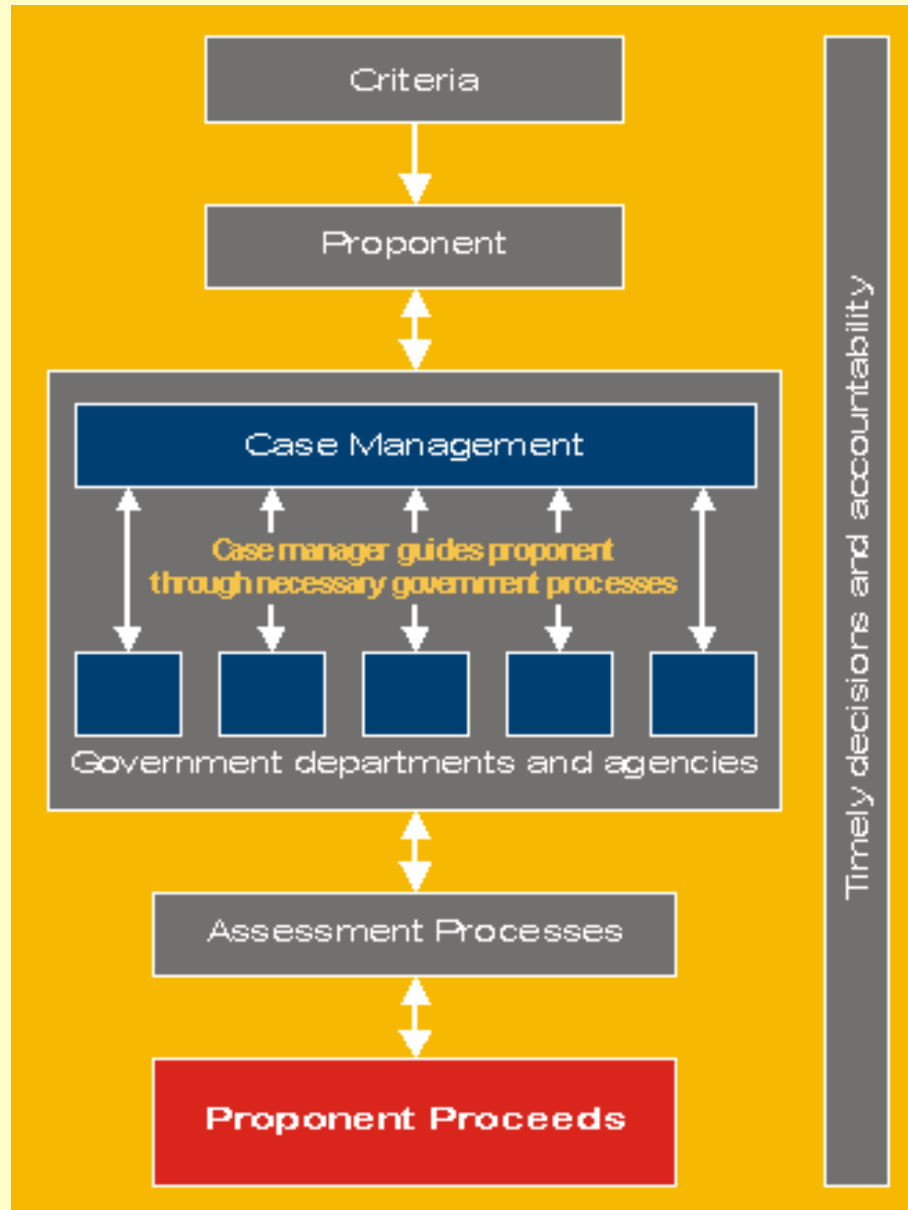 Criteria
Proponent
Case Management
Case manager guides proponent
through necessary government processes
Government departments and agencies
Assessment Processes
Proponent Proceeds
Timely decisions and accountability